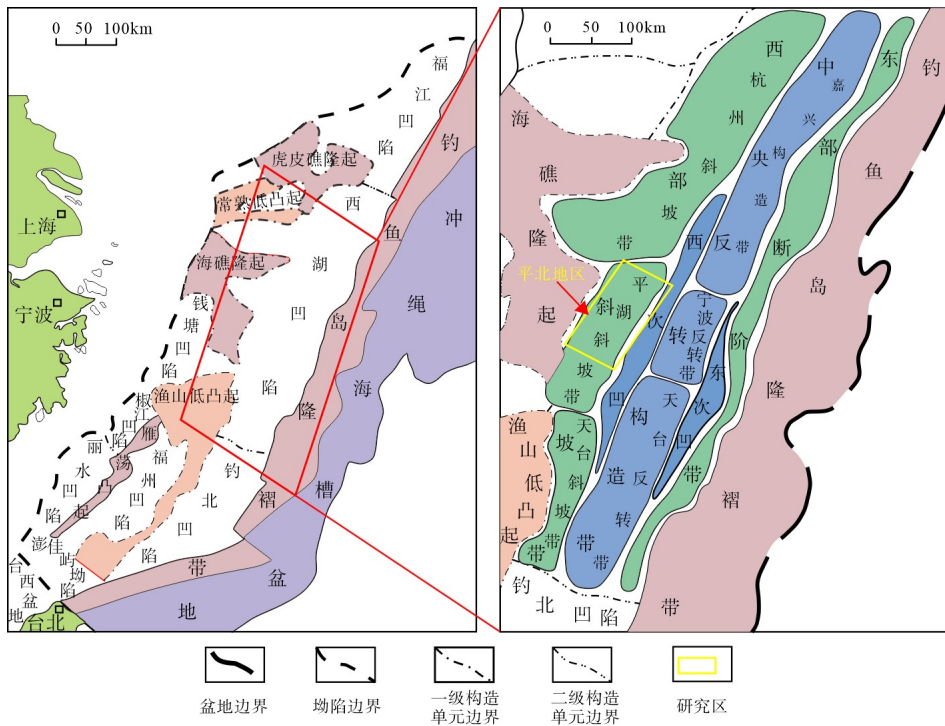 0 50 100km
福江凹陷
虎皮礁隆起
常熟低凸起
海礁隆起
钱塘凹陷
西湖凹陷
渔山低凸起
椒江凹陷
丽水凹陷
雁荡凸起
福州凹陷
钓北凹陷
澎佳屿坳陷
台西盆地
钓鱼岛隆褶带
冲绳海槽盆地
上海
宁波
台北
0 50 100km
海礁隆起
渔山低凸起
钓北凹陷
西部斜坡带
杭州斜坡带
平湖斜坡带
天台斜坡带
平北地区
西次凹
中央反转构造带
嘉兴构造带
宁波反转带
天台反转带
东次凹
东部断阶带
钓鱼岛隆褶带
盆地边界
坳陷边界
一级构造
单元边界
二级构造
单元边界
研究区